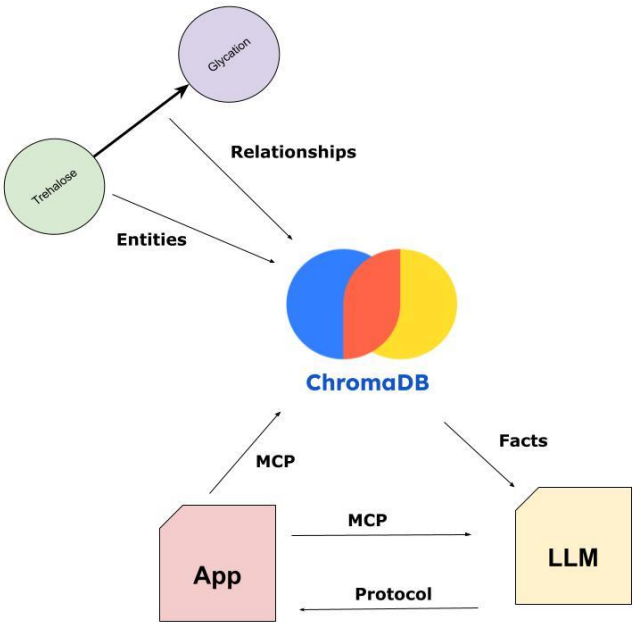 Glycation
Relationships
Trehalose
Entities
ChromaDB
Facts
MCP
MCP
LLM
App
Protocol